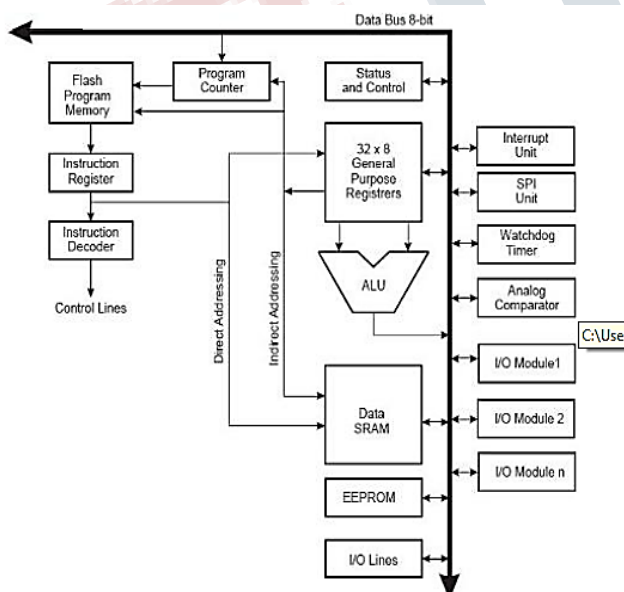 Data Bus 8-bit
Flash
Program
Memory
Program
Counter
Status
and Control
Instruction
Register
32 x 8
General
Purpose
Registrers
Interrupt
Unit
SPI
Unit
Instruction
Decoder
Watchdog
Timer
ALU
Analog
Comparator
Control Lines
Direct Addressing
Indirect Addressing
C:\Use
I/O Module1
Data
SRAM
I/O Module 2
I/O Module n
EEPROM
I/O Lines